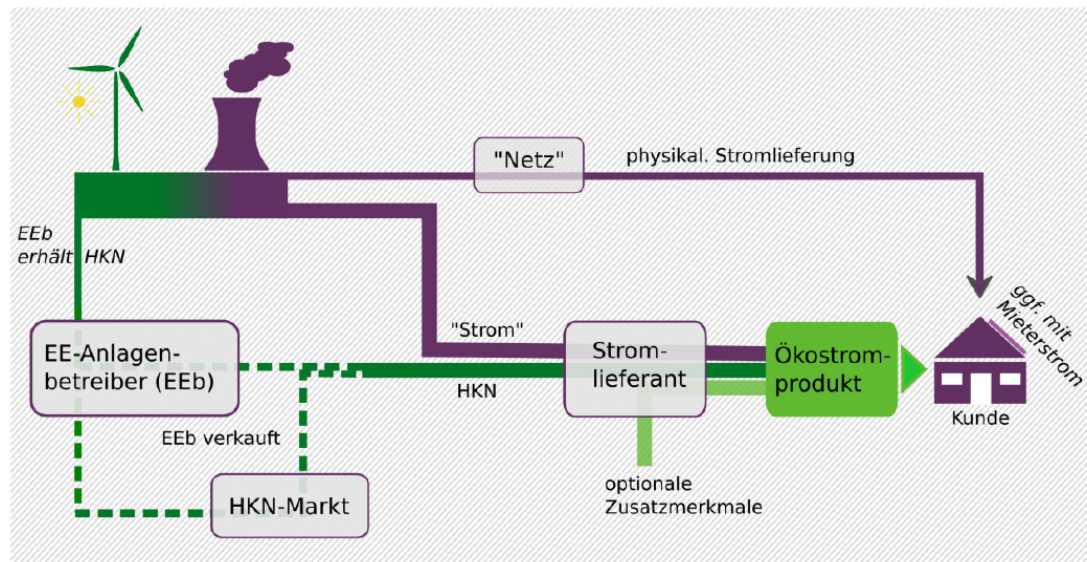 "Netz"
physikal. Stromlieferung
EEb
erhält HKN
ggf. mit
Mieterstrom
EE-Anlagen-
betreiber (EEb)
"Strom"
HKN
Strom-
lieferant
Ökostrom-
produkt
Kunde
EEb verkauft
HKN-Markt
optionale
Zusatzmerkmale